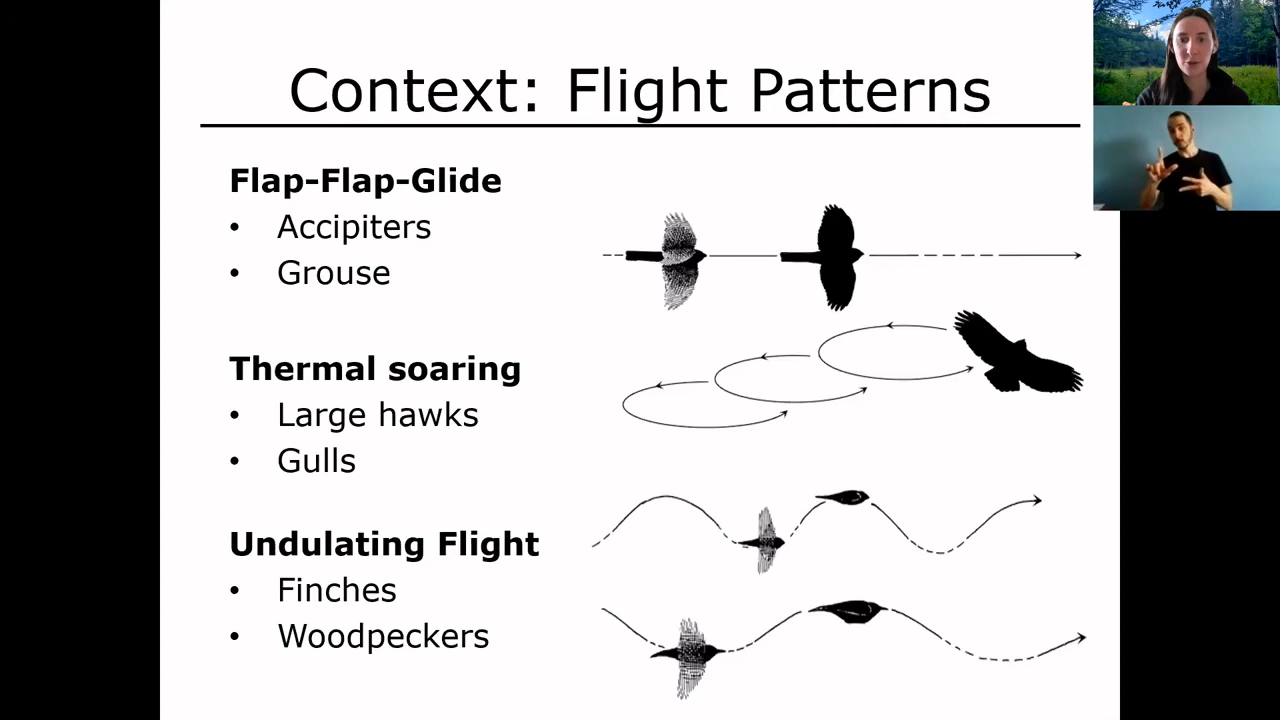 Context: Flight Patterns
Flap-Flap-Glide
• Accipiters
• Grouse
Thermal soaring
• Large hawks
• Gulls
Undulating Flight
• Finches
• Woodpeckers